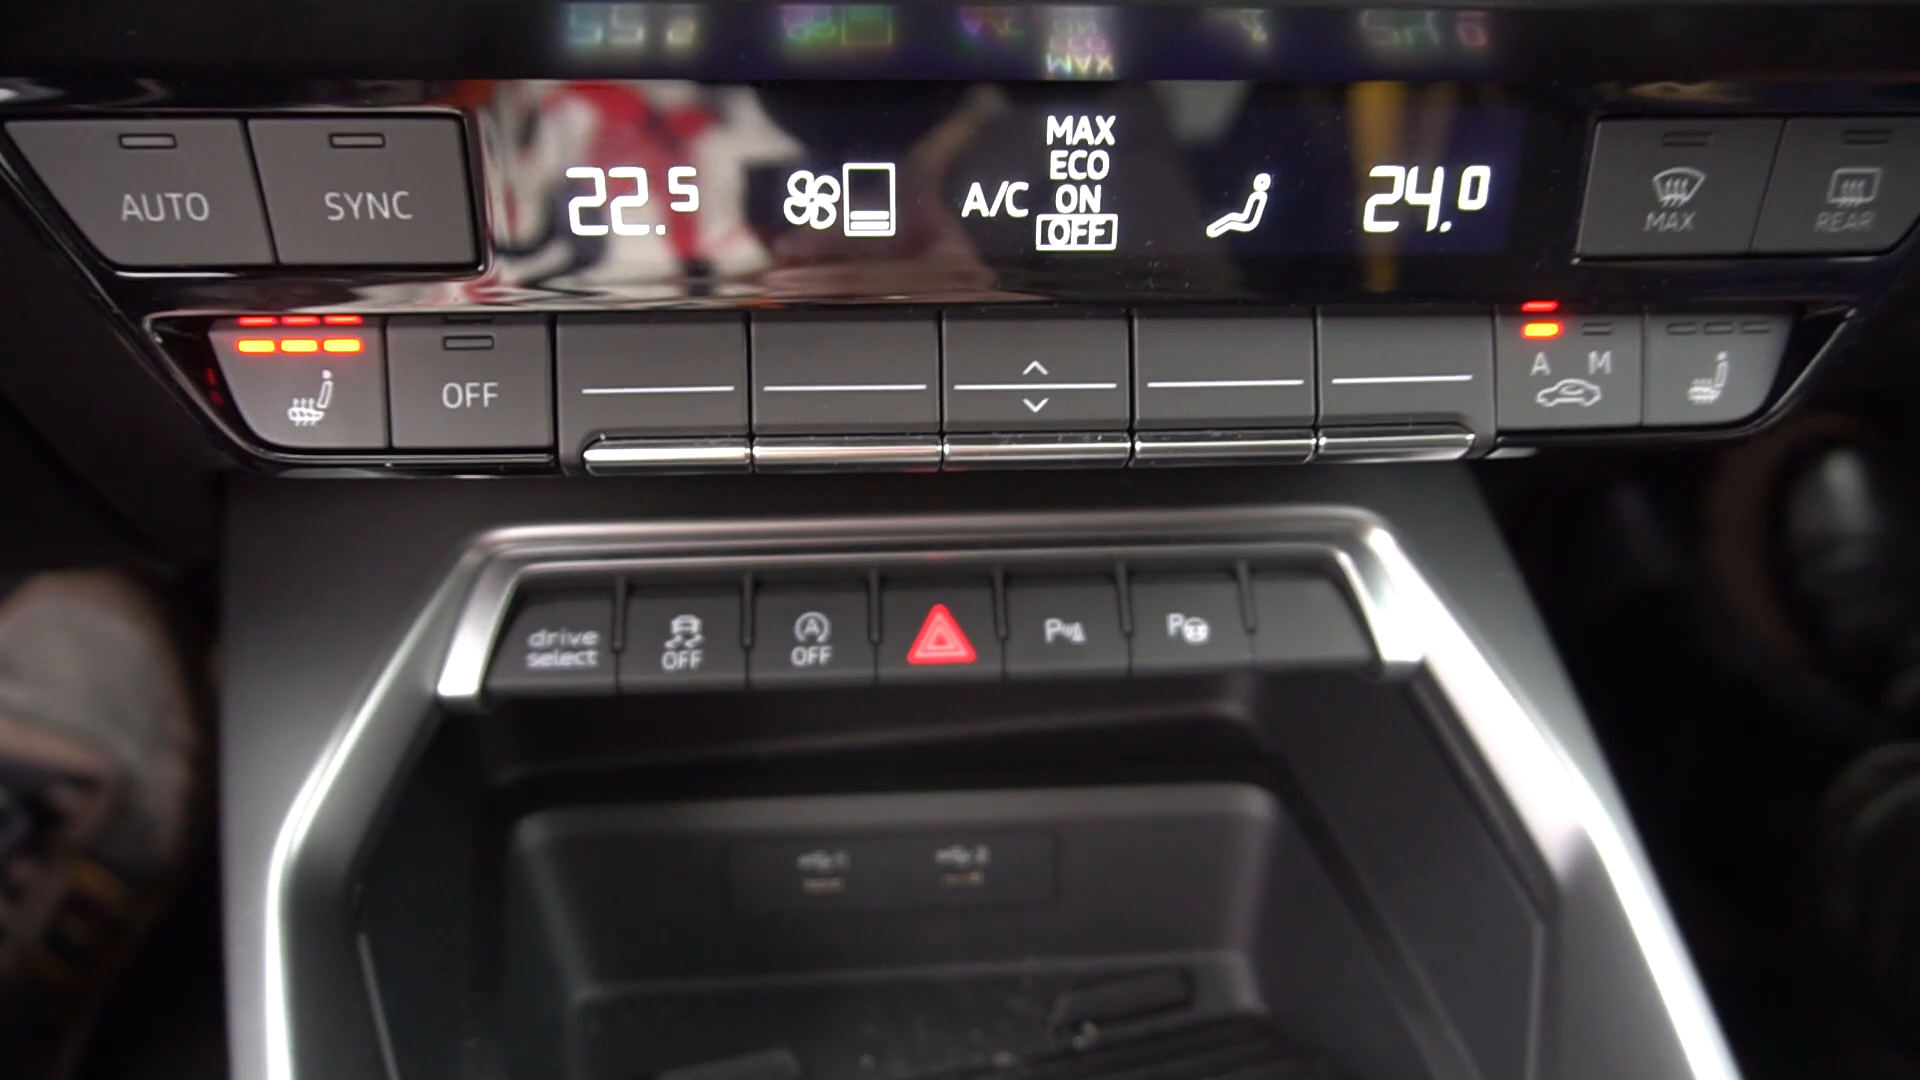 AUTO
SYNC
22.5
A/C
MAX
ECO
ON
OFF
24.0
MAX
REAR
OFF
A M
drive
select
OFF
A
OFF
P
P